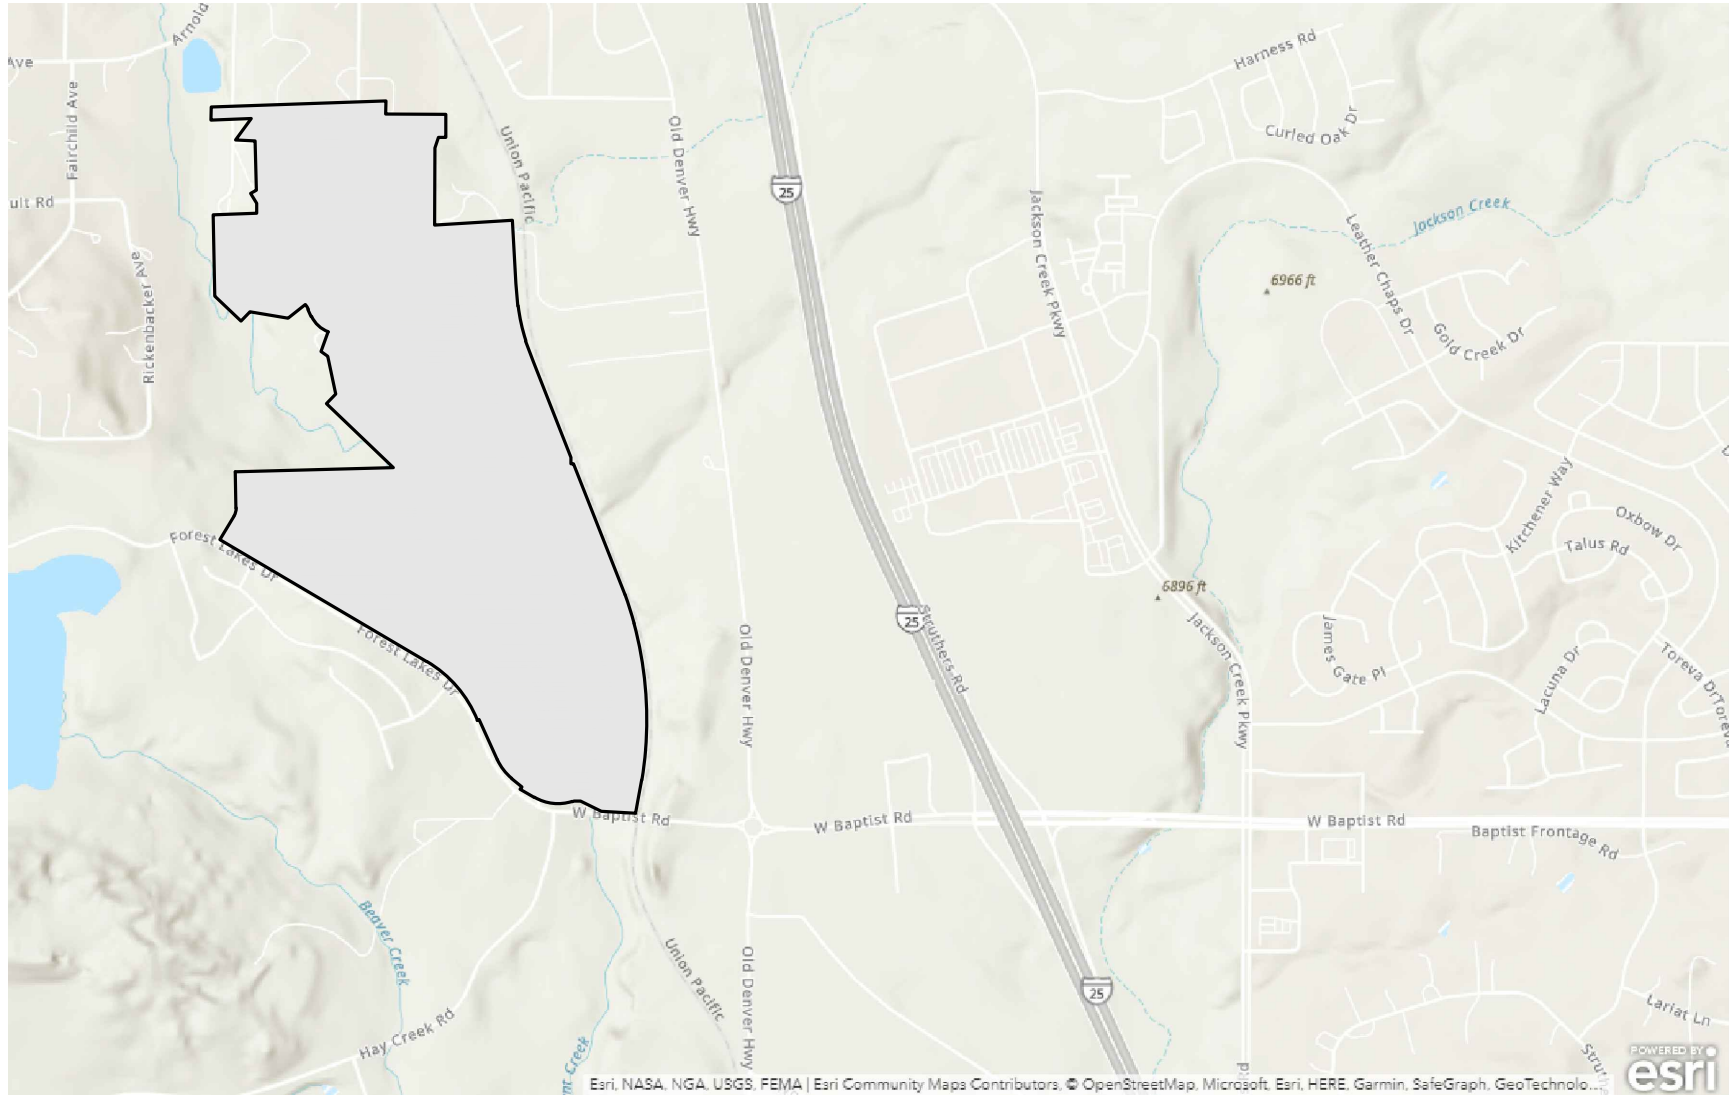 Arnold
Ave
Harness Rd
Fairchild Ave
Curled Oak Dr
Old Denver Hwy
Union Pacific
25
ult Rd
Jackson Creek Pkwy
Jackson Creek
Leather Chaps Dr
Rickenbacker Ave
6966 ft
Gold Creek Dr
Kitchener Way
Oxbow Dr
Talus Rd
Forest Lakes Dr
6896 ft
25
Struthers Rd
Jackson Creek Pkwy
James Gate Pl
Forest Lakes Dr
Old Denver Hwy
Lacuna Dr
Toreva Dr
Toreva
W Baptist Rd
W Baptist Rd
W Baptist Rd
Baptist Frontage Rd
Beaver Creek
Union Pacific
Old Denver Hwy
25
Hay Creek Rd
Lariat Ln
Struth
nt Creek
POWERED BY
esri
Esri, NASA, NGA, USGS, FEMA | Esri Community Maps Contributors, © OpenStreetMap, Microsoft, Esri, HERE, Garmin, SafeGraph, GeoTechnolo...